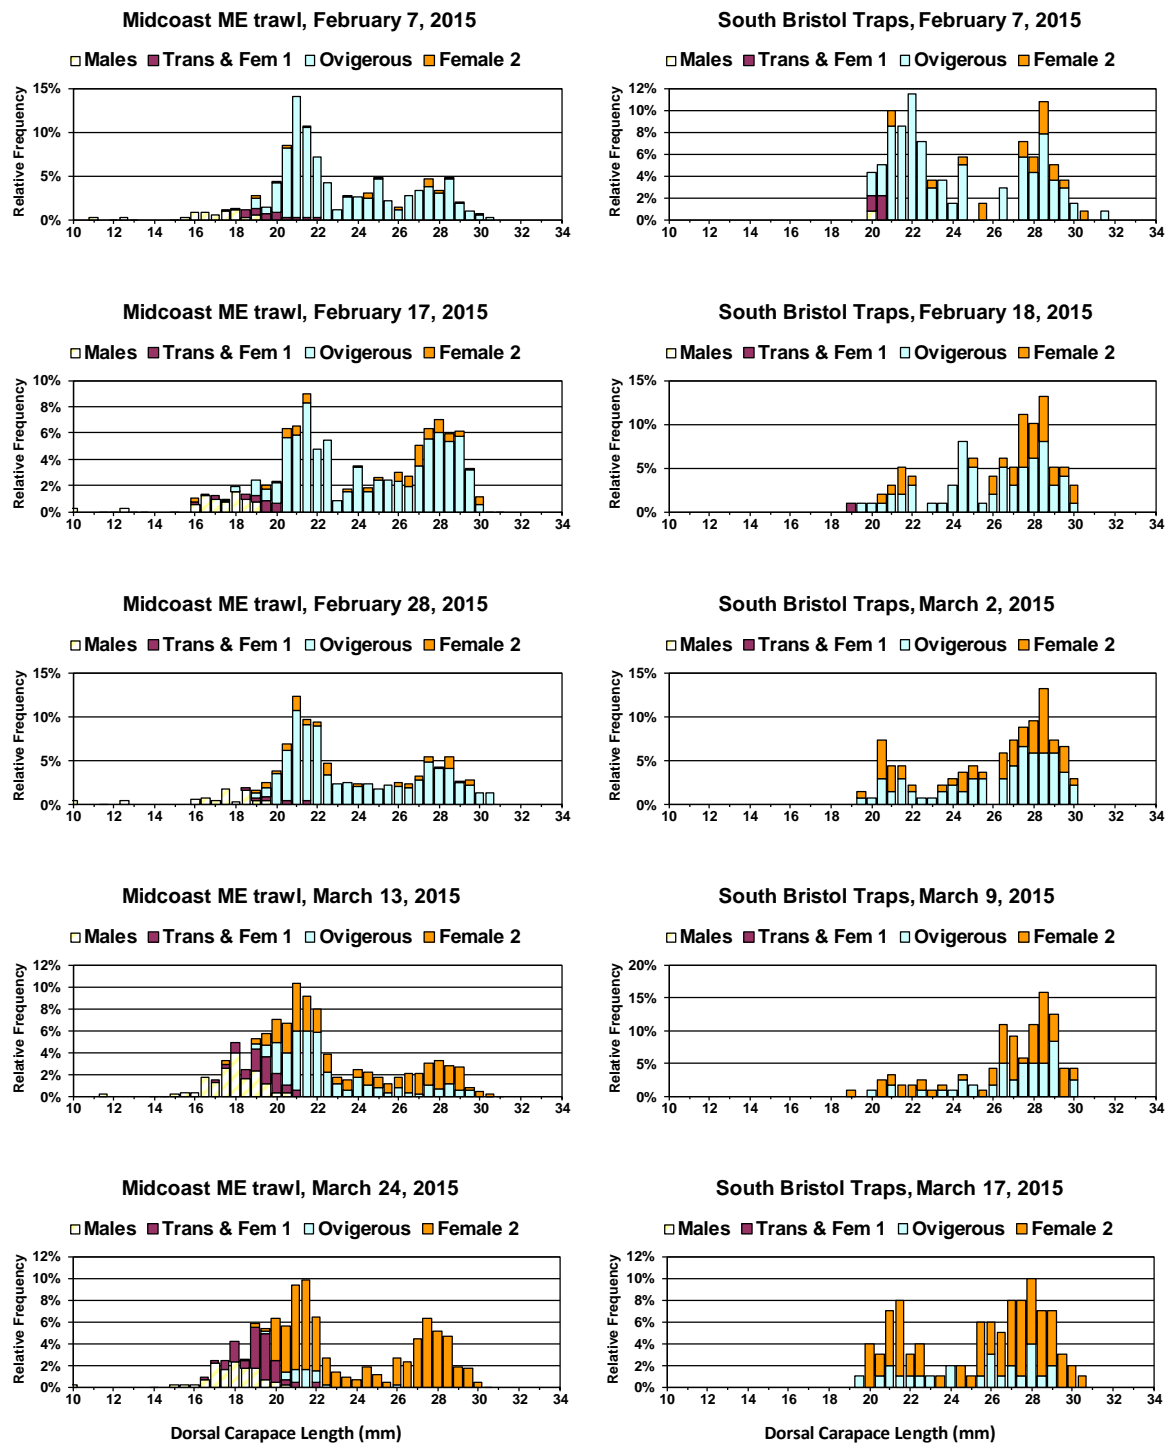 Midcoast ME trawl, February 7, 2015
Males Trans & Fem 1 Ovigerous Female 2
Relative Frequency
15%
10%
5%
0%
10 12 14 16 18 20 22 24 26 28 30 32 34
South Bristol Traps, February 7, 2015
Males Trans & Fem 1 Ovigerous Female 2
Relative Frequency
12%
10%
8%
6%
4%
2%
0%
10 12 14 16 18 20 22 24 26 28 30 32 34
Midcoast ME trawl, February 17, 2015
Males Trans & Fem 1 Ovigerous Female 2
Relative Frequency
10%
8%
6%
4%
2%
0%
10 12 14 16 18 20 22 24 26 28 30 32 34
South Bristol Traps, February 18, 2015
Males Trans & Fem 1 Ovigerous Female 2
Relative Frequency
15%
10%
5%
0%
10 12 14 16 18 20 22 24 26 28 30 32 34
Midcoast ME trawl, February 28, 2015
Males Trans & Fem 1 Ovigerous Female 2
Relative Frequency
15%
10%
5%
0%
10 12 14 16 18 20 22 24 26 28 30 32 34
South Bristol Traps, March 2, 2015
Males Trans & Fem 1 Ovigerous Female 2
Relative Frequency
15%
10%
5%
0%
10 12 14 16 18 20 22 24 26 28 30 32 34
Midcoast ME trawl, March 13, 2015
Males Trans & Fem 1 Ovigerous Female 2
Relative Frequency
12%
10%
8%
6%
4%
2%
0%
10 12 14 16 18 20 22 24 26 28 30 32 34
South Bristol Traps, March 9, 2015
Males Trans & Fem 1 Ovigerous Female 2
Relative Frequency
20%
15%
10%
5%
0%
10 12 14 16 18 20 22 24 26 28 30 32 34
Midcoast ME trawl, March 24, 2015
Males Trans & Fem 1 Ovigerous Female 2
Relative Frequency
12%
10%
8%
6%
4%
2%
0%
10 12 14 16 18 20 22 24 26 28 30 32 34
Dorsal Carapace Length (mm)
South Bristol Traps, March 17, 2015
Males Trans & Fem 1 Ovigerous Female 2
Relative Frequency
12%
10%
8%
6%
4%
2%
0%
10 12 14 16 18 20 22 24 26 28 30 32 34
Dorsal Carapace Length (mm)